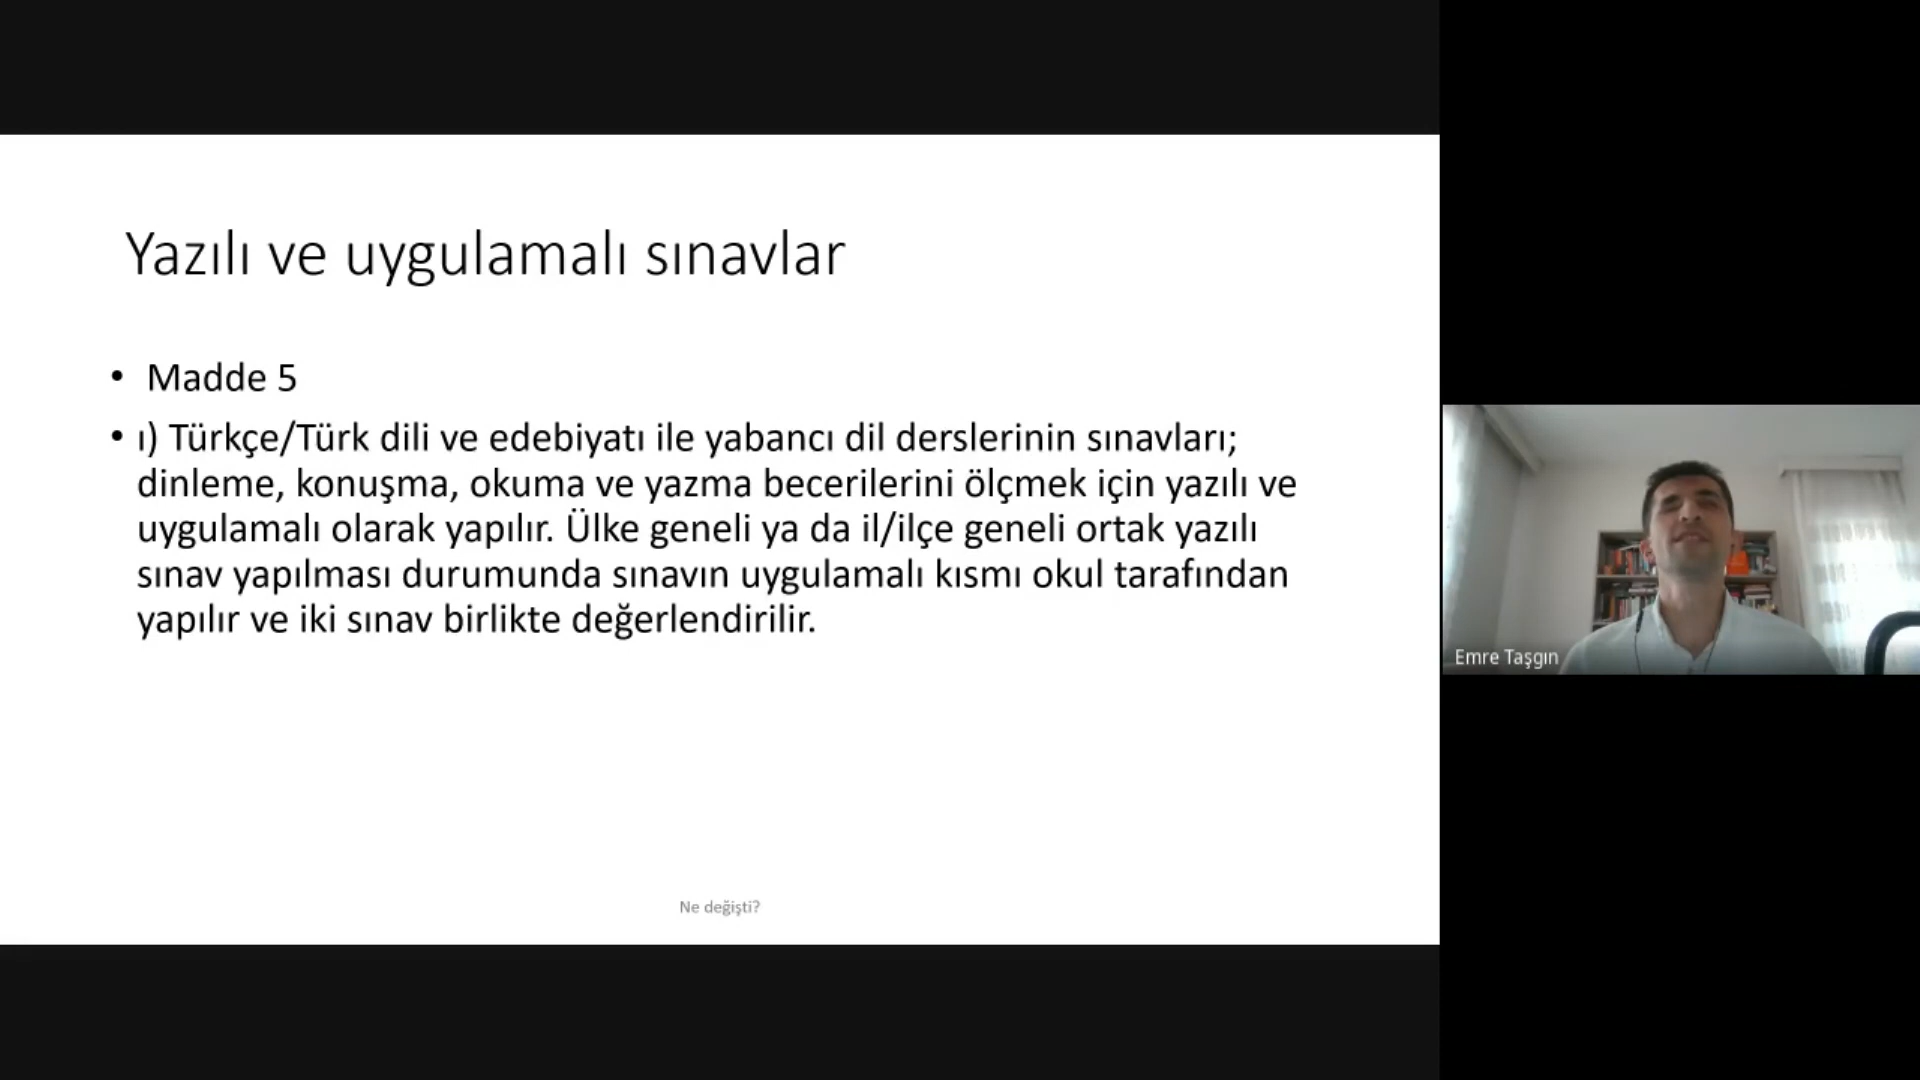 Yazılı ve uygulamalı sınavlar
• Madde 5
• ı) Türkçe/Türk dili ve edebiyatı ile yabancı dil derslerinin sınavları;
dinleme, konuşma, okuma ve yazma becerilerini ölçmek için yazılı ve
uygulamalı olarak yapılır. Ülke geneli ya da il/ilçe geneli ortak yazılı
sınav yapılması durumunda sınavın uygulamalı kısmı okul tarafından
yapılır ve iki sınav birlikte değerlendirilir.
Ne değişti?
Emre Taşgın